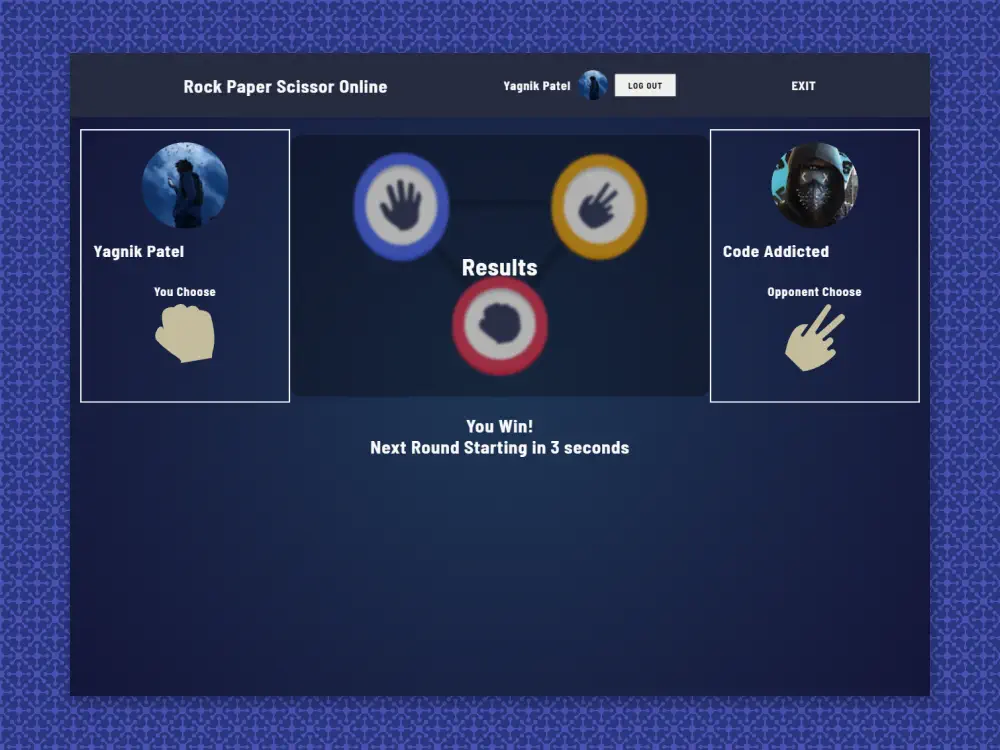 Rock Paper Scissor Online
Yagnik Patel
LOG OUT
EXIT
Yagnik Patel
You Choose
Results
Code Addicted
Opponent Choose
You Win!
Next Round Starting in 3 seconds